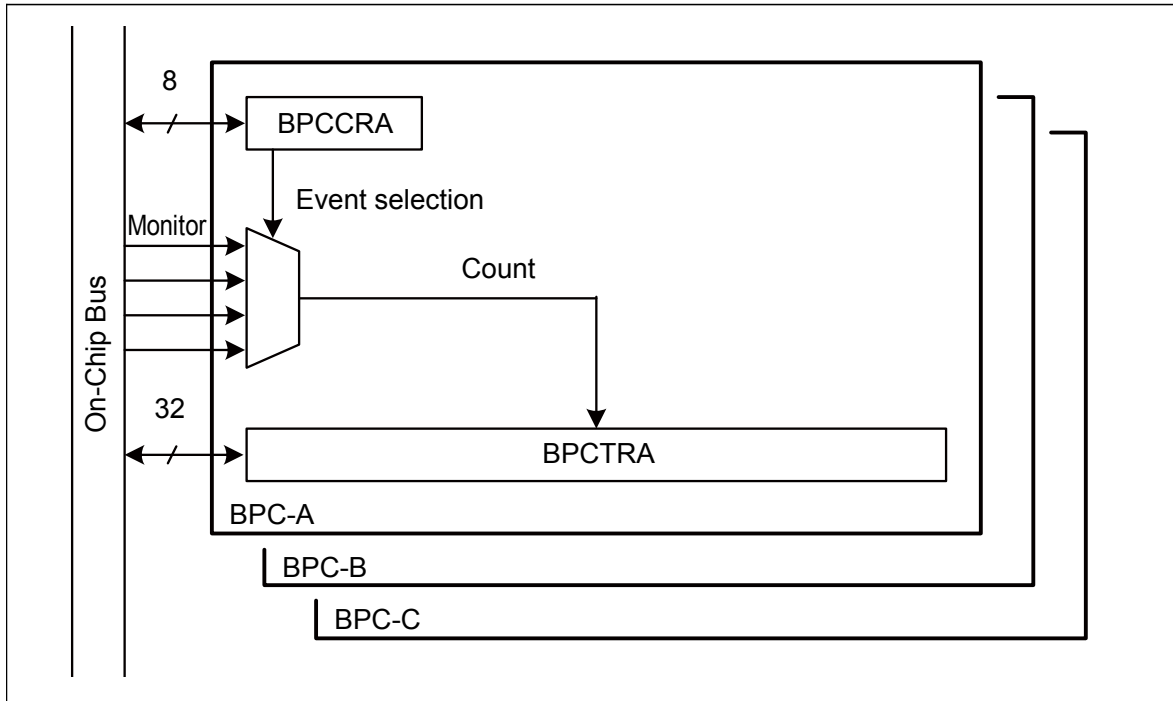 8
BPCCRA
Event selection
Monitor
Count
On-Chip Bus
32
BPCTRA
BPC-A
BPC-B
BPC-C